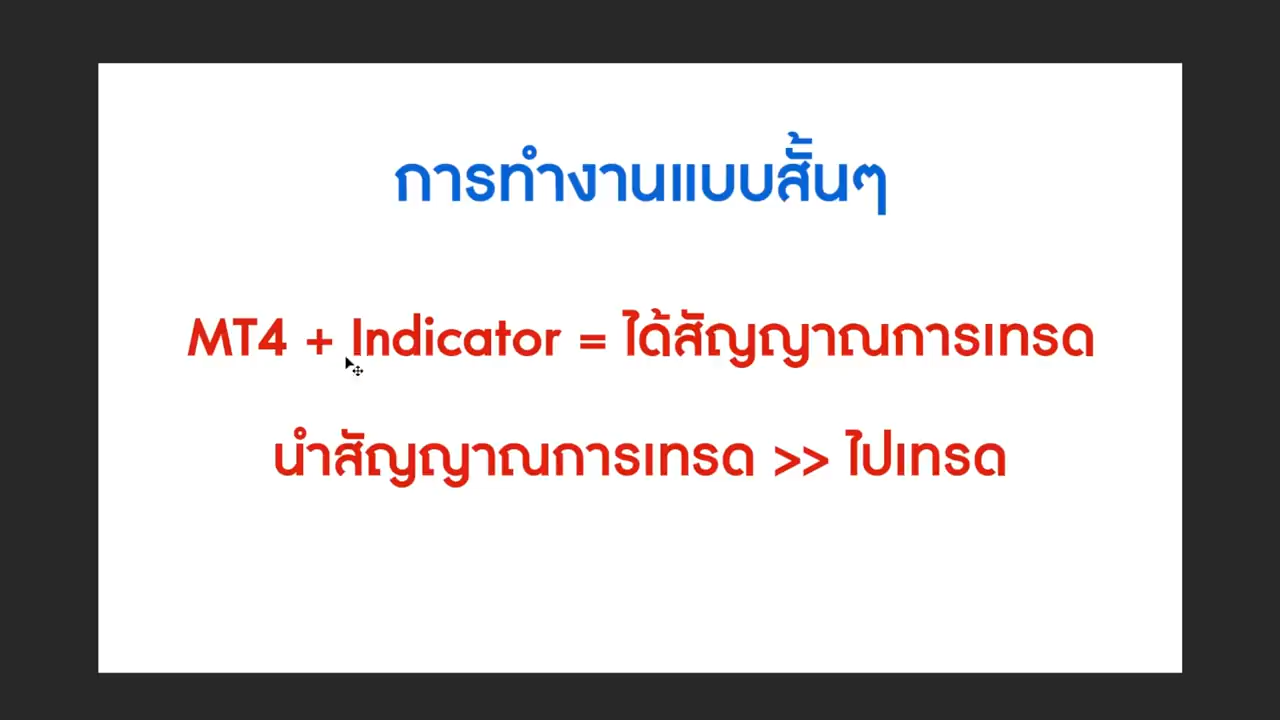 การทำงานแบบสั้นๆ
MT4 + Indicator = ได้สัญญาณการเทรด
นำสัญญาณการเทรด >> ไปเทรด